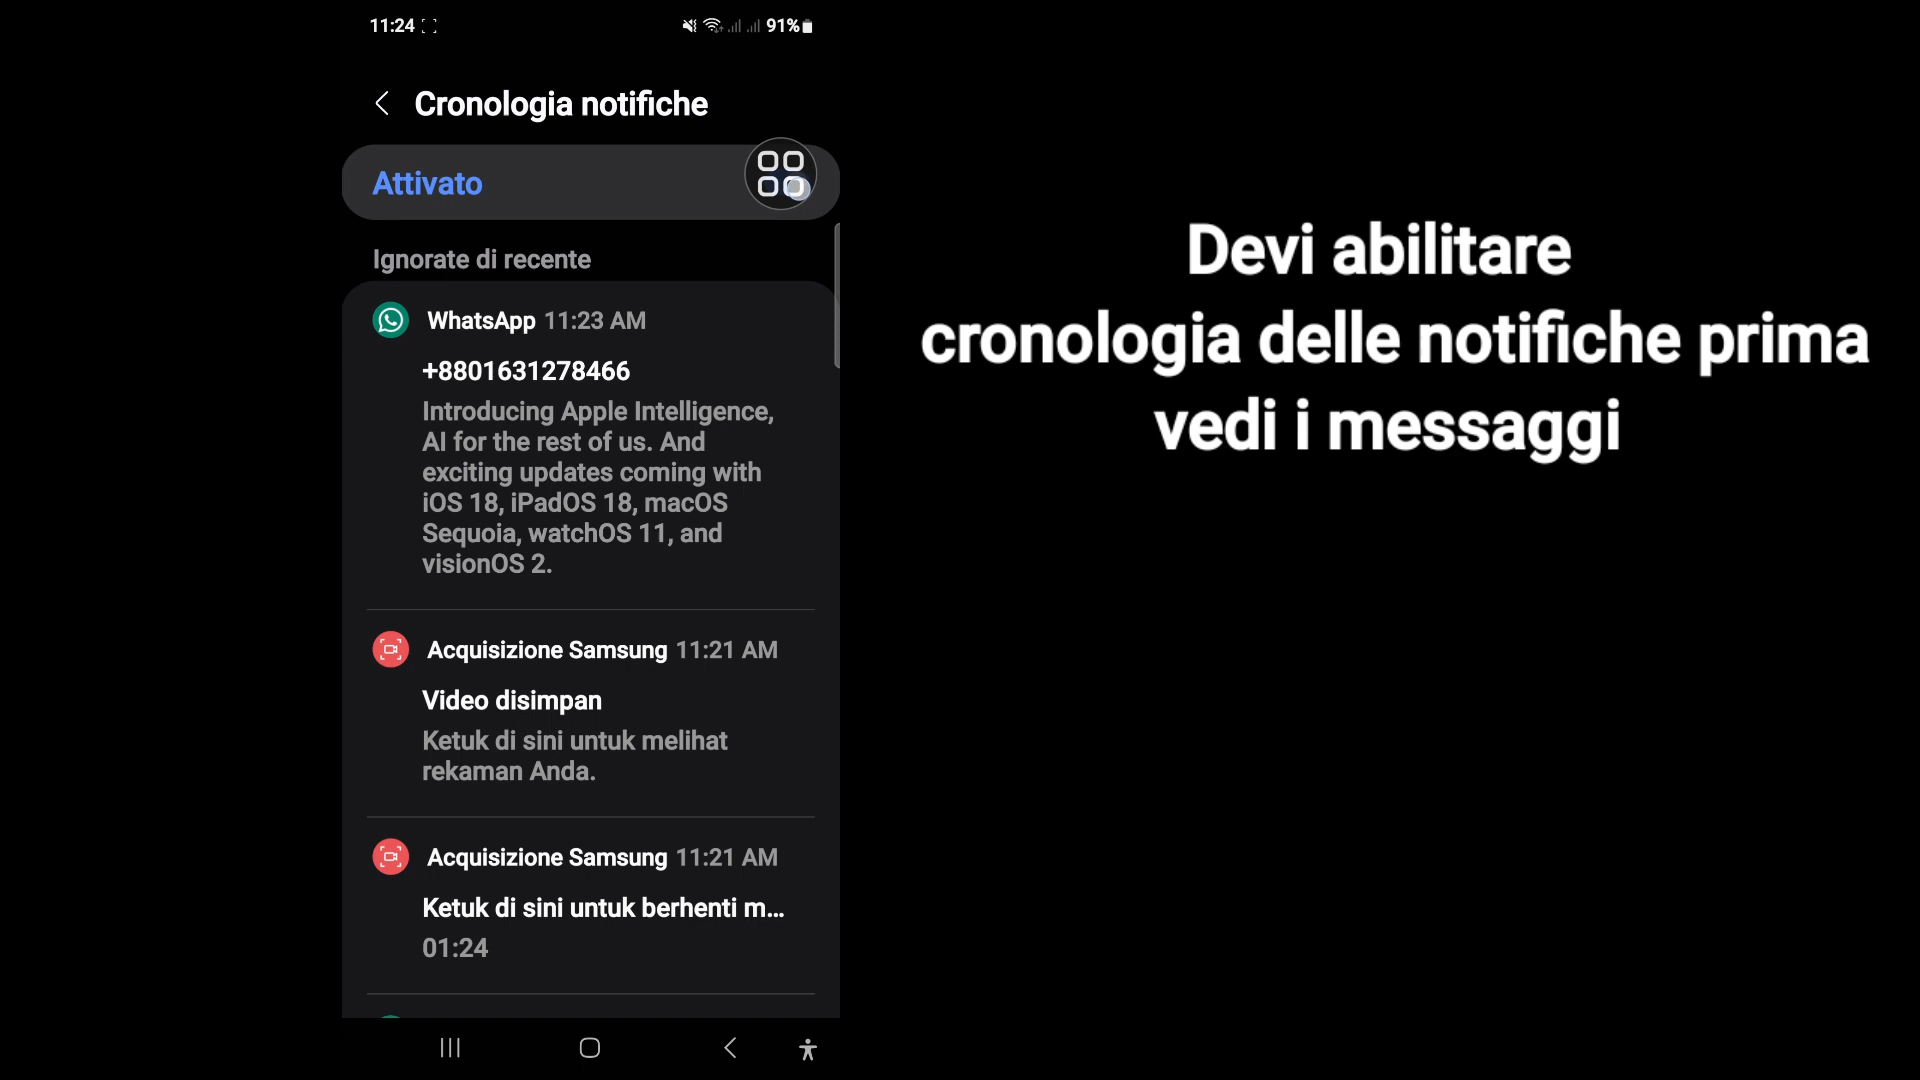 11:24
91%
Cronologia notifiche
Attivato
Ignorate di recente
WhatsApp 11:23 AM
+8801631278466
Introducing Apple Intelligence,
AI for the rest of us. And
exciting updates coming with
iOS 18, iPadOS 18, macOS
Sequoia, watchOS 11, and
visionOS 2.
Acquisizione Samsung 11:21 AM
Video disimpan
Ketuk di sini untuk melihat
rekaman Anda.
Acquisizione Samsung 11:21 AM
Ketuk di sini untuk berhenti m...
01:24
Devi abilitare
cronologia delle notifiche prima
vedi i messaggi